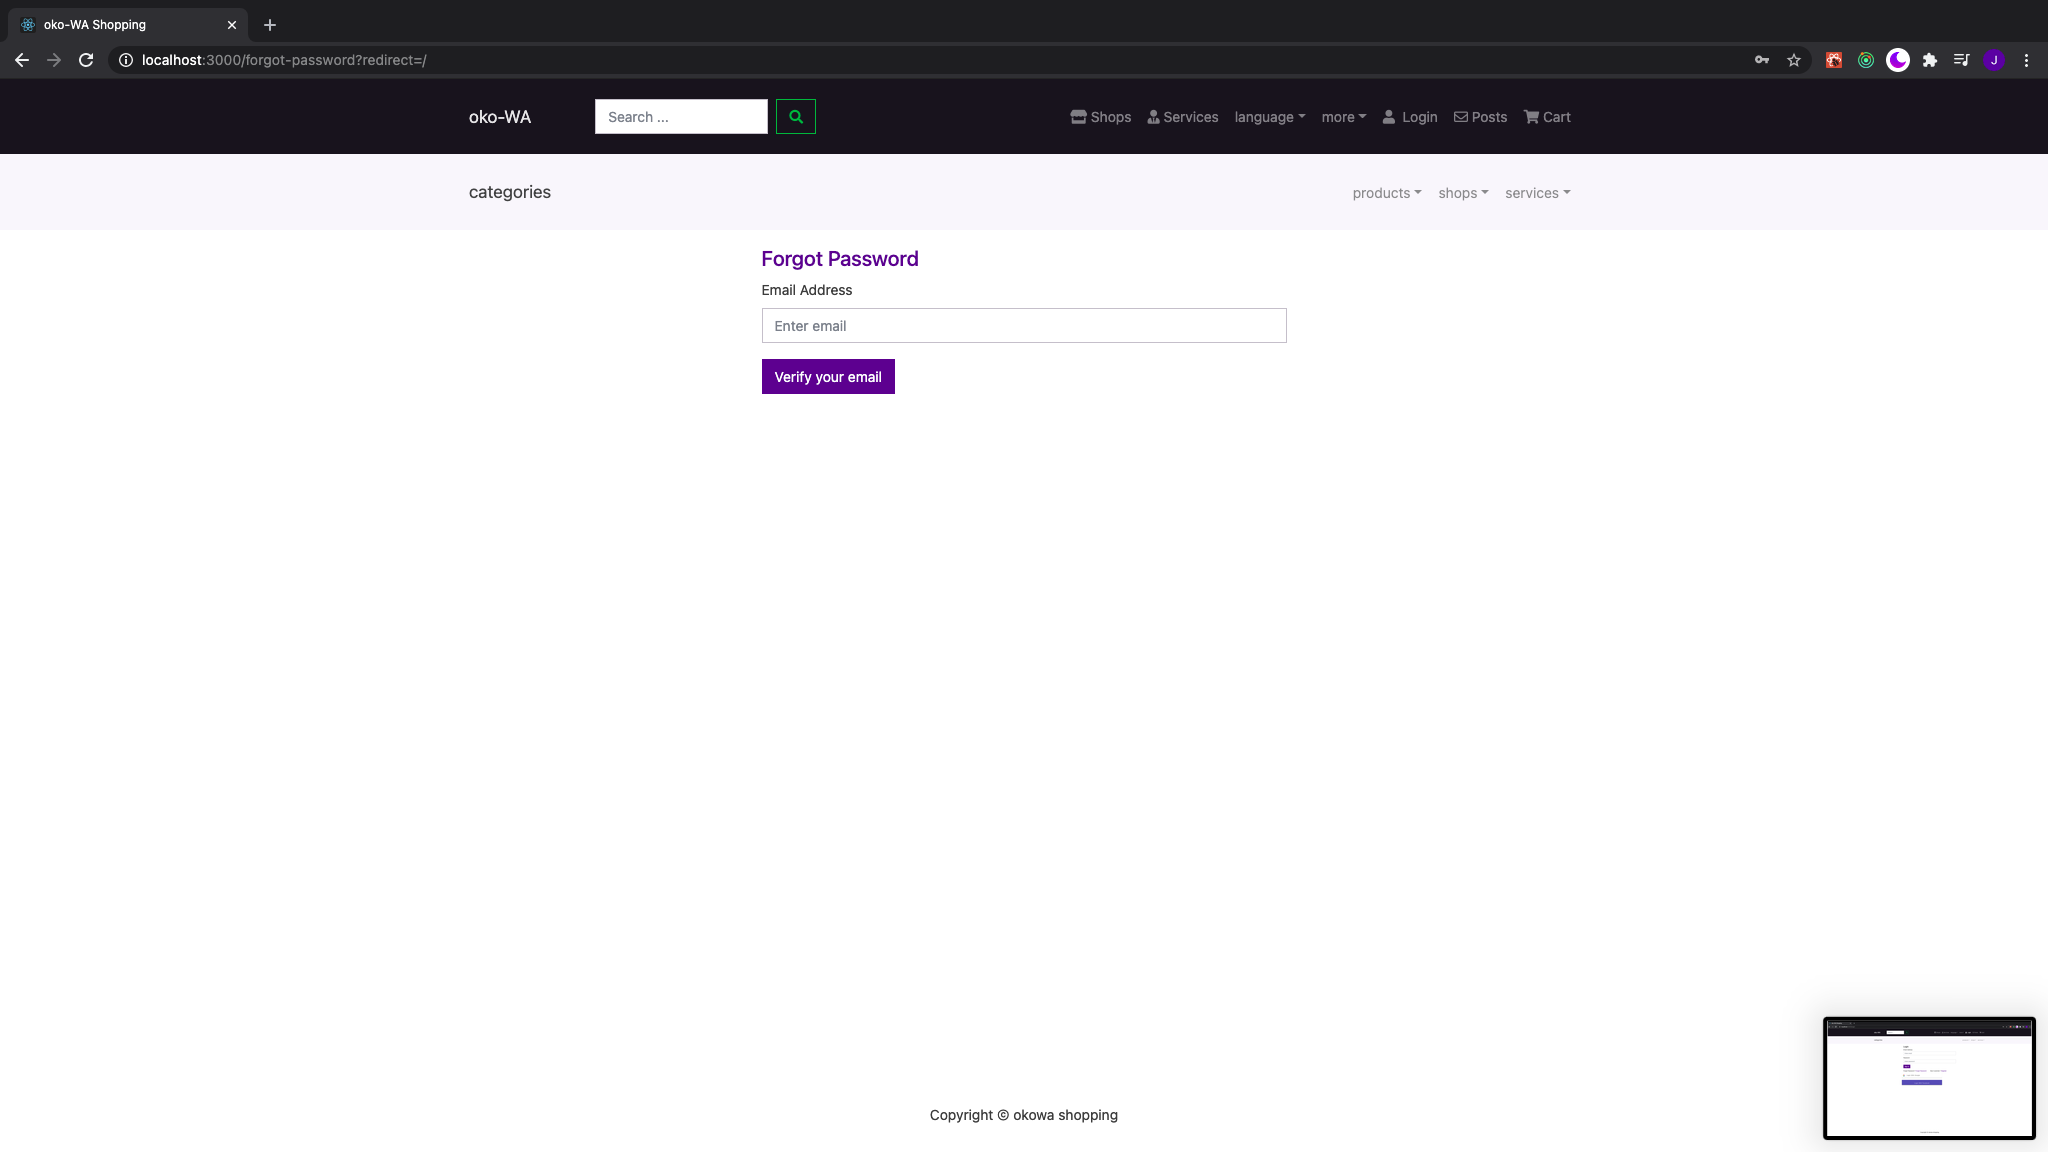 oko-WA Shopping
localhost:3000/forgot-password?redirect=/
J
oko-WA
Search ...
Shops
Services
language
more
Login
Posts
Cart
categories
products
shops
services
Forgot Password
Email Address
Enter email
Verify your email
Copyright © okowa shopping